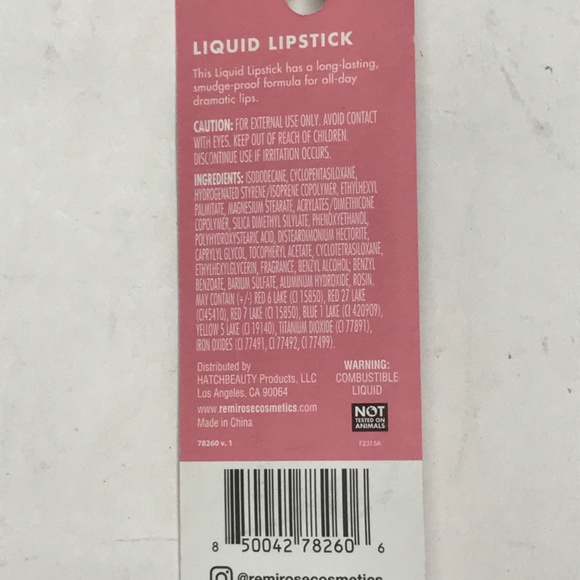 LIQUID LIPSTICK
This Liquid Lipstick has a long-lasting,
smudge-proof formula for all-day
dramatic lips.
CAUTION: FOR EXTERNAL USE ONLY. AVOID CONTACT
WITH EYES. KEEP OUT OF REACH OF CHILDREN.
DISCONTINUE USE IF IRRITATION OCCURS.
INGREDIENTS: ISODODECANE, CYCLOPENTASILOXANE,
HYDROGENATED STYRENE/ISOPRENE COPOLYMER, ETHYLHEXYL
PALMITATE, MAGNESIUM STEARATE, ACRYLATES/DIMETHICONE
COPOLYMER, SILICA DIMETHYL SILYLATE, PHENOXYETHANOL,
POLYHYDROXYSTEARIC ACID, DISTEARDIMONIUM HECTORITE,
CAPRYLYL GLYCOL, TOCOPHERYL ACETATE, CYCLOTETRASILOXANE,
ETHYLHEXYLGLYCERIN, FRAGRANCE, BENZYL ALCOHOL; BENZYL
BENZOATE, BARIUM SULFATE, ALUMINUM HYDROXIDE, ROSIN.
MAY CONTAIN (+/-) RED 6 LAKE (CI 15850), RED 27 LAKE
(CI45410), RED 7 LAKE (CI 15850), BLUE 1 LAKE (CI 420909),
YELLOW 5 LAKE (CI 19140), TITANIUM DIOXIDE (CI 77891),
IRON OXIDES (CI 77491, CI 77492, CI 77499).
Distributed by
HATCHBEAUTY Products, LLC
Los Angeles, CA 90064
www.remirosecosmetics.com
Made in China
78260 v. 1
WARNING:
COMBUSTIBLE
LIQUID
NOT
TESTED ON
ANIMALS
F2315A
8 50042 78260 6
@remirosecosmetics